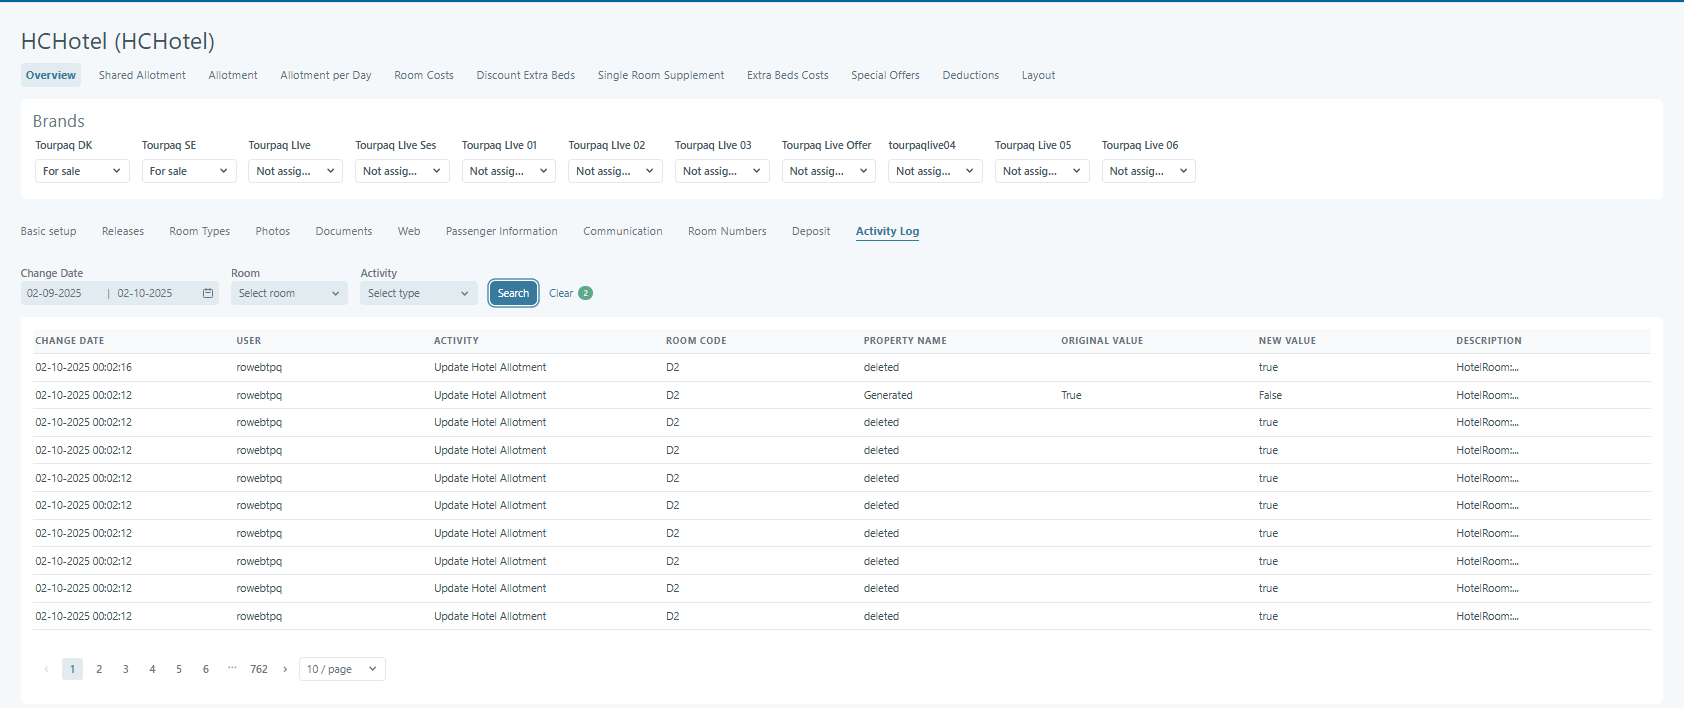 HCHotel (HCHotel)
Overview Shared Allotment Allotment Allotment per Day Room Costs Discount Extra Beds Single Room Supplement Extra Beds Costs Special Offers Deductions Layout
Brands
Tourpaq DK Tourpaq SE Tourpaq LIve Tourpaq LIve Ses Tourpaq LIve 01 Tourpaq LIve 02 Tourpaq LIve 03 Tourpaq Live Offer tourpaqlive04 Tourpaq Live 05 Tourpaq Live 06
For sale For sale Not assig... Not assig... Not assig... Not assig... Not assig... Not assig... Not assig... Not assig... Not assig...
Basic setup Releases Room Types Photos Documents Web Passenger Information Communication Room Numbers Deposit Activity Log
Change Date Room Activity
02-09-2025 | 02-10-2025 Select room Select type Search Clear 2
CHANGE DATE USER ACTIVITY ROOM CODE PROPERTY NAME ORIGINAL VALUE NEW VALUE DESCRIPTION
02-10-2025 00:02:16 rowebtpq Update Hotel Allotment D2 deleted true HotelRoom:...
02-10-2025 00:02:12 rowebtpq Update Hotel Allotment D2 Generated True False HotelRoom:...
02-10-2025 00:02:12 rowebtpq Update Hotel Allotment D2 deleted true HotelRoom:...
02-10-2025 00:02:12 rowebtpq Update Hotel Allotment D2 deleted true HotelRoom:...
02-10-2025 00:02:12 rowebtpq Update Hotel Allotment D2 deleted true HotelRoom:...
02-10-2025 00:02:12 rowebtpq Update Hotel Allotment D2 deleted true HotelRoom:...
02-10-2025 00:02:12 rowebtpq Update Hotel Allotment D2 deleted true HotelRoom:...
02-10-2025 00:02:12 rowebtpq Update Hotel Allotment D2 deleted true HotelRoom:...
02-10-2025 00:02:12 rowebtpq Update Hotel Allotment D2 deleted true HotelRoom:...
02-10-2025 00:02:12 rowebtpq Update Hotel Allotment D2 deleted true HotelRoom:...
1 2 3 4 5 6 ... 762 10 / page